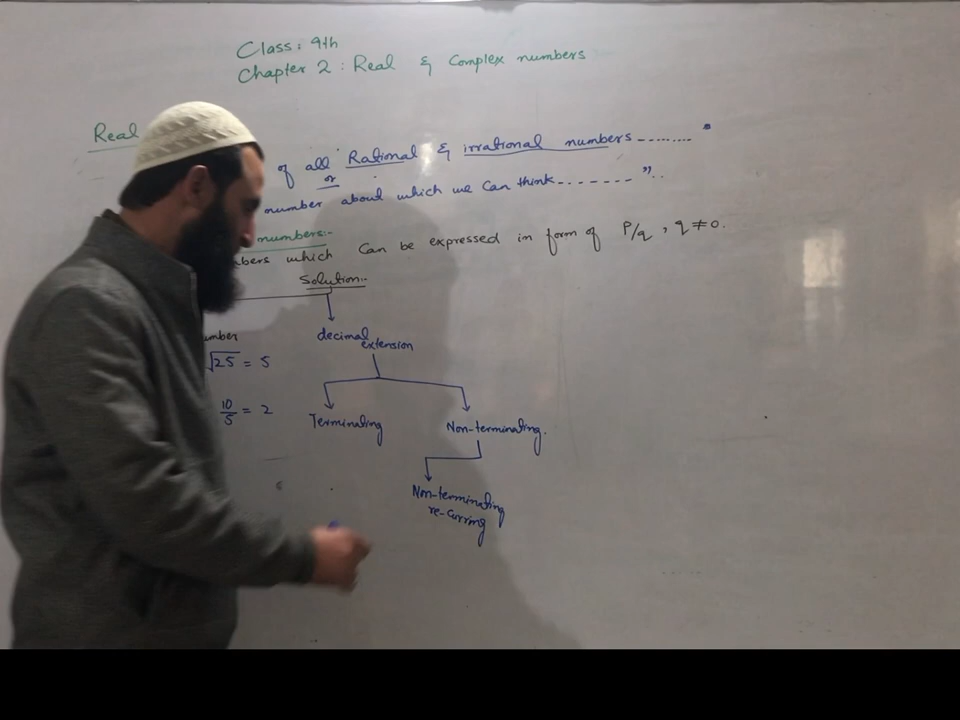 Class: 9th
Chapter 2: Real & Complex numbers
Real
of all Rational & irrational numbers ........
or
number about which we can think.......".
numbers:-
bers which can be expressed in form of P/q, q≠0.
Solution..
umber
decimal
extension
√25 = 5
10/5 = 2
Terminating
Non-terminating.
Non-terminating
re-curring